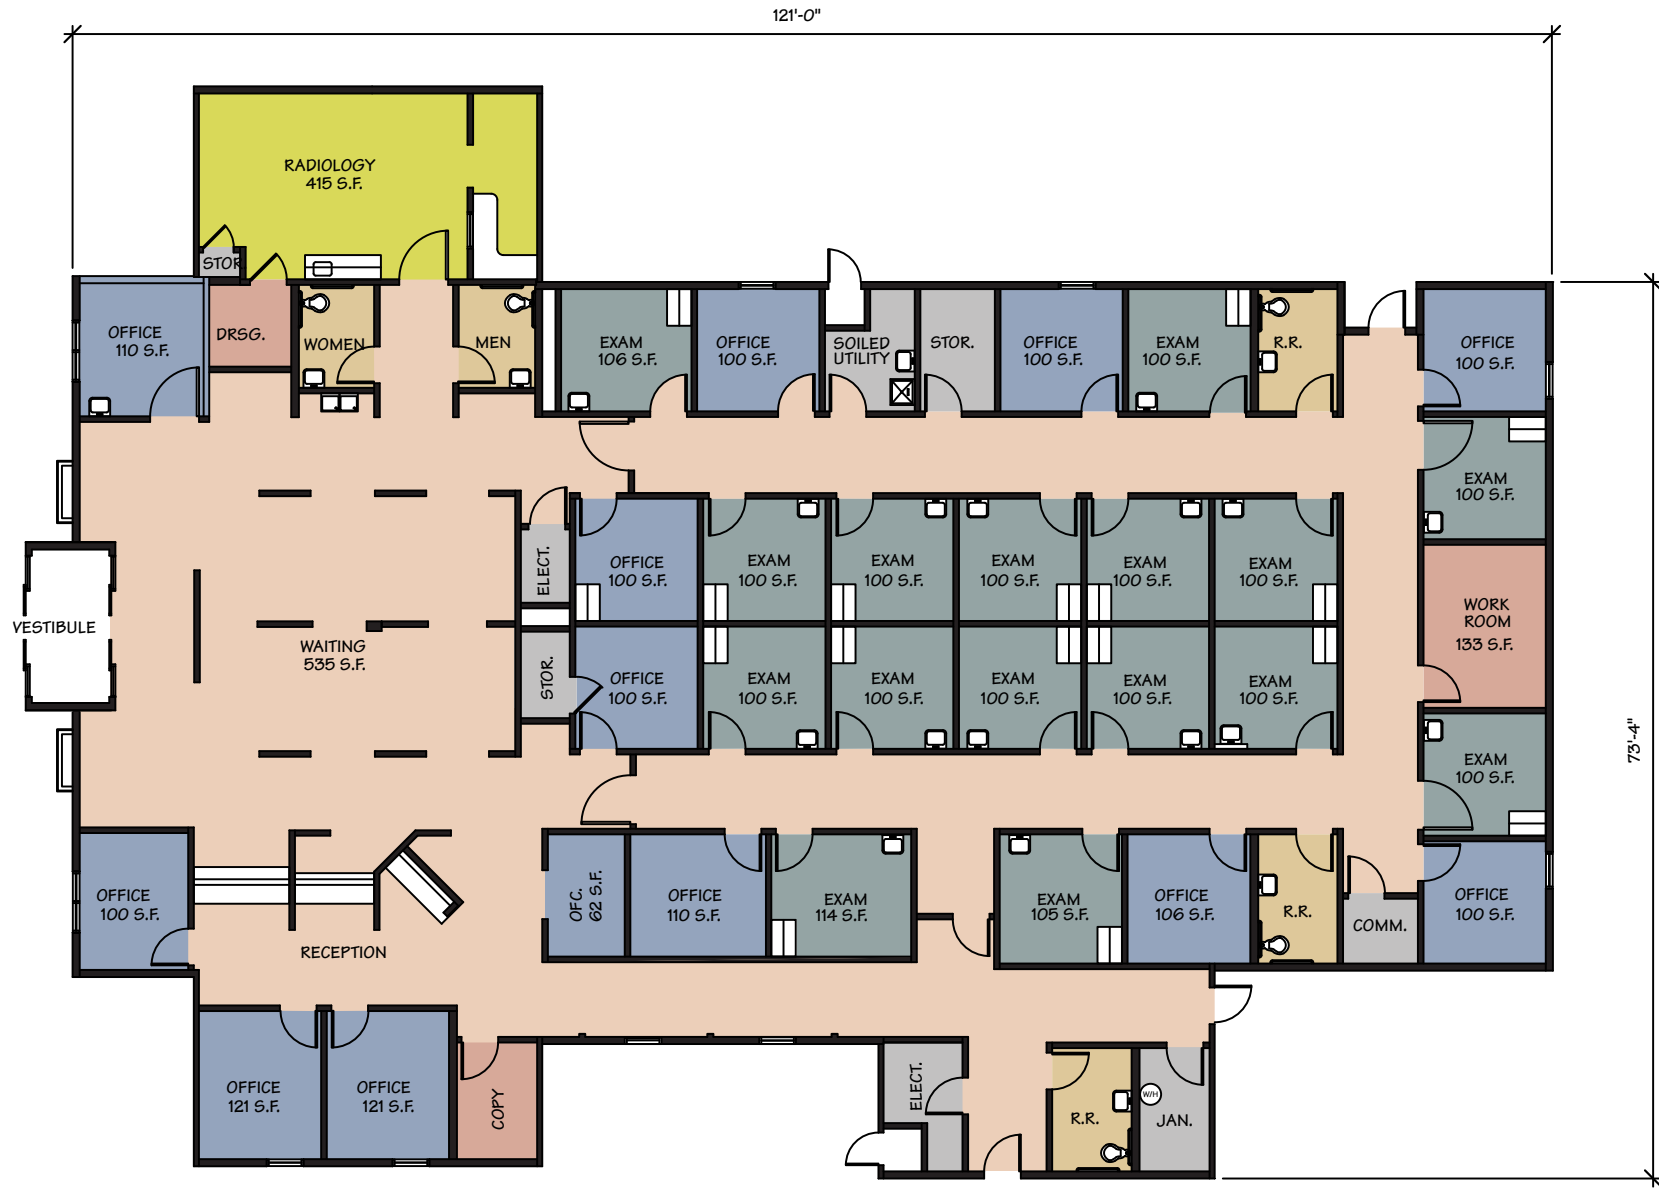 121'-0"
RADIOLOGY
415 S.F.
STOR.
OFFICE
110 S.F.
DRSG.
WOMEN
MEN
EXAM
106 S.F.
OFFICE
100 S.F.
SOILED
UTILITY
STOR.
OFFICE
100 S.F.
EXAM
100 S.F.
R.R.
OFFICE
100 S.F.
EXAM
100 S.F.
ELECT.
OFFICE
100 S.F.
EXAM
100 S.F.
EXAM
100 S.F.
EXAM
100 S.F.
EXAM
100 S.F.
EXAM
100 S.F.
WORK
ROOM
133 S.F.
VESTIBULE
WAITING
535 S.F.
STOR.
OFFICE
100 S.F.
EXAM
100 S.F.
EXAM
100 S.F.
EXAM
100 S.F.
EXAM
100 S.F.
EXAM
100 S.F.
73'-4"
EXAM
100 S.F.
OFFICE
100 S.F.
OFC.
62 S.F.
OFFICE
110 S.F.
EXAM
114 S.F.
EXAM
105 S.F.
OFFICE
106 S.F.
R.R.
COMM.
OFFICE
100 S.F.
RECEPTION
OFFICE
121 S.F.
OFFICE
121 S.F.
COPY
ELECT.
R.R.
W/H
JAN.